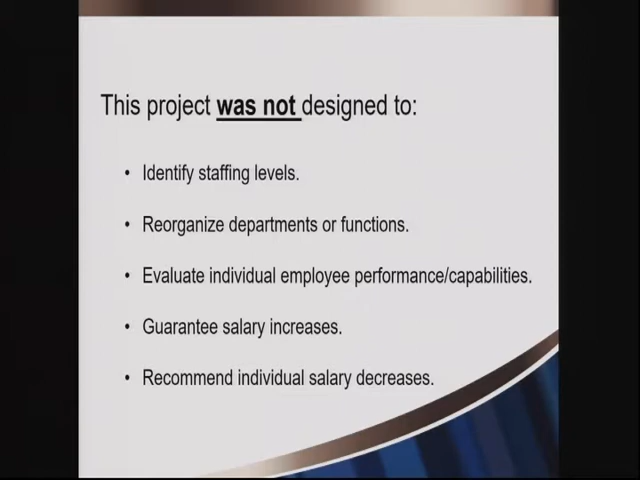 This project was not designed to:
• Identify staffing levels.
• Reorganize departments or functions.
• Evaluate individual employee performance/capabilities.
• Guarantee salary increases.
• Recommend individual salary decreases.